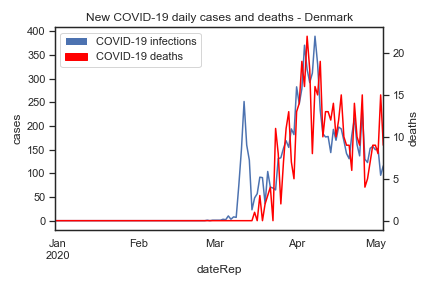 New COVID-19 daily cases and deaths - Denmark
COVID-19 infections
COVID-19 deaths
400
350
300
250
200
150
100
50
0
cases
20
15
10
5
0
deaths
Jan Feb Mar Apr May
2020
dateRep